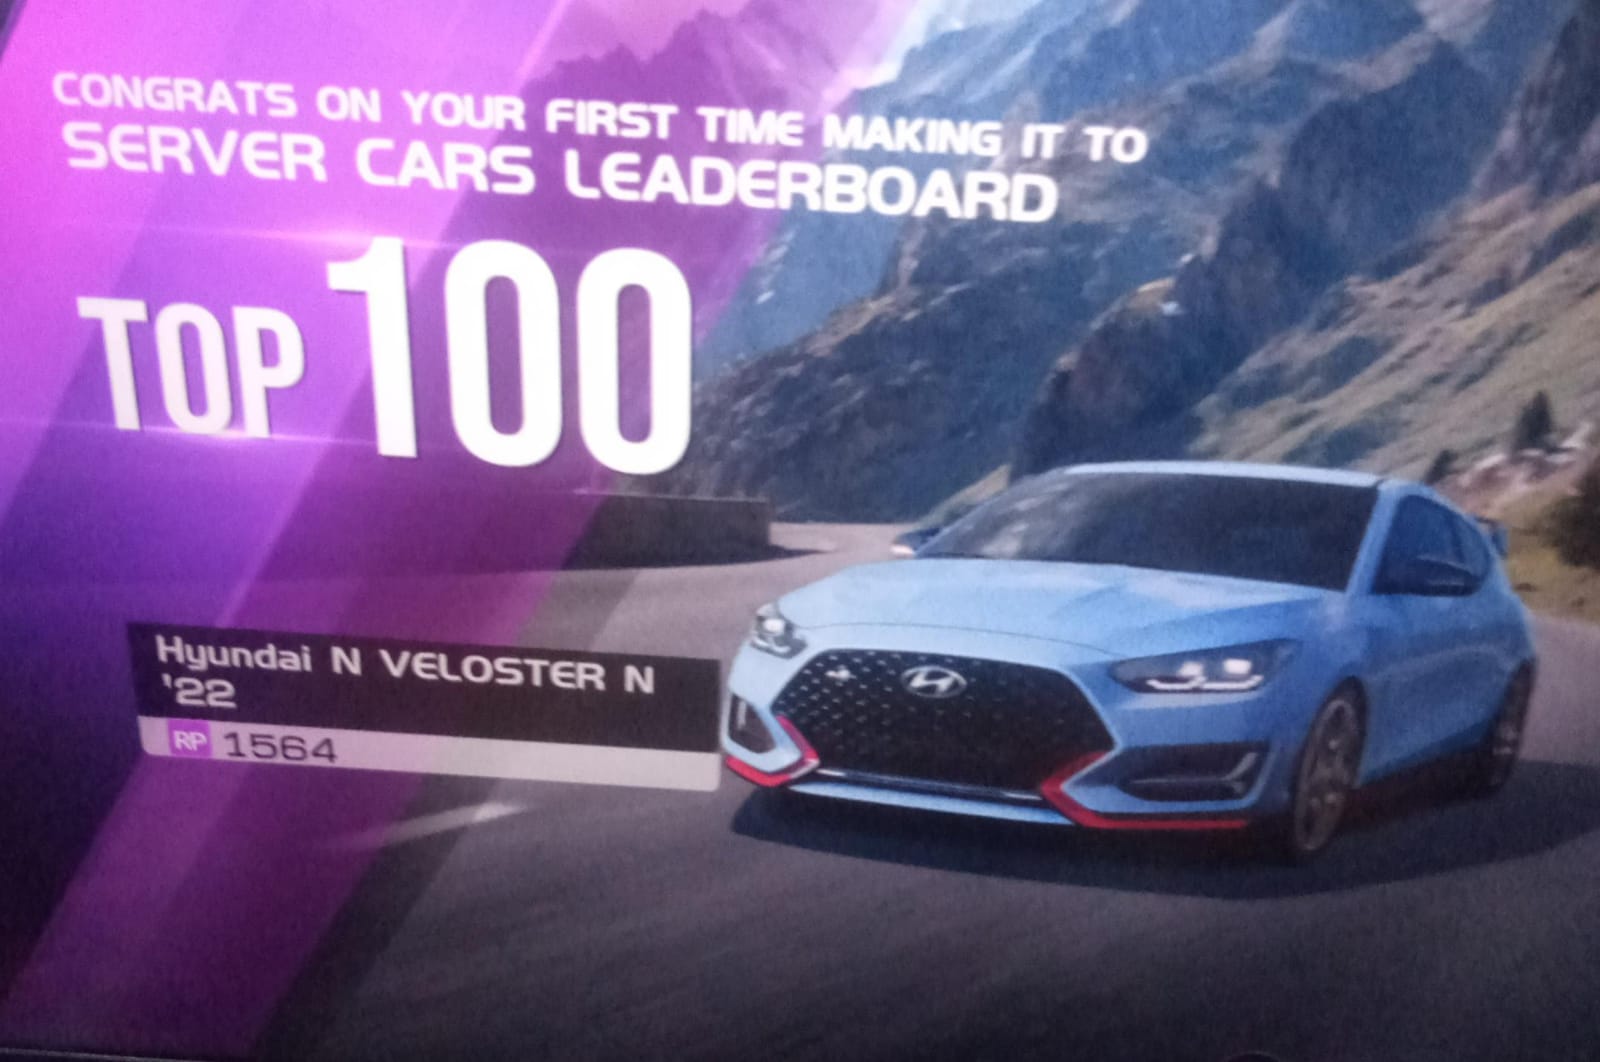 CONGRATS ON YOUR FIRST TIME MAKING IT TO
SERVER CARS LEADERBOARD
TOP 100
Hyundai N VELOSTER N
'22
RP 1564